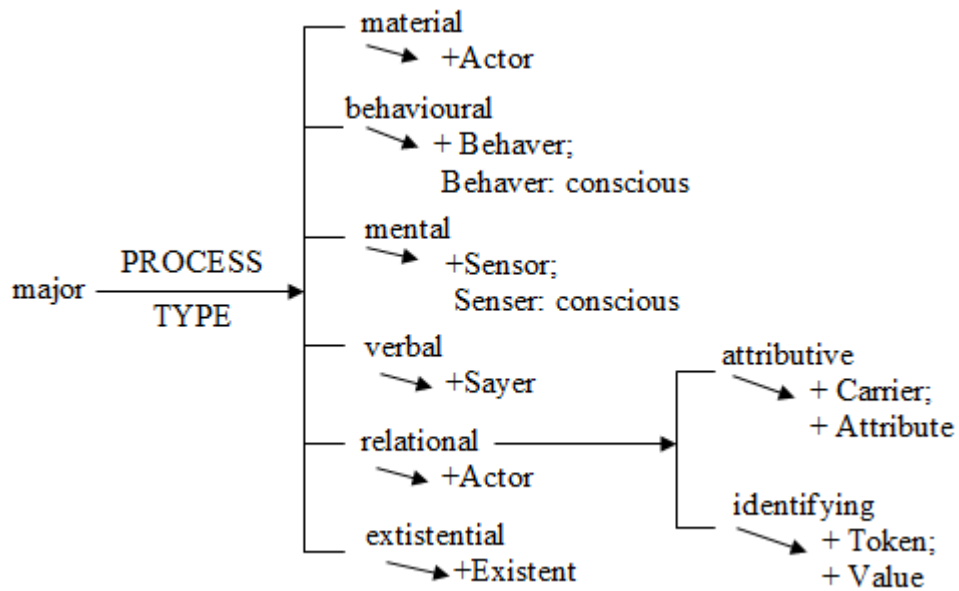 major
PROCESS
TYPE
material
+Actor
behavioural
+ Behaver;
Behaver: conscious
mental
+Sensor;
Senser: conscious
verbal
+Sayer
relational
+Actor
extistential
+Existent
attributive
+ Carrier;
+ Attribute
identifying
+ Token;
+ Value